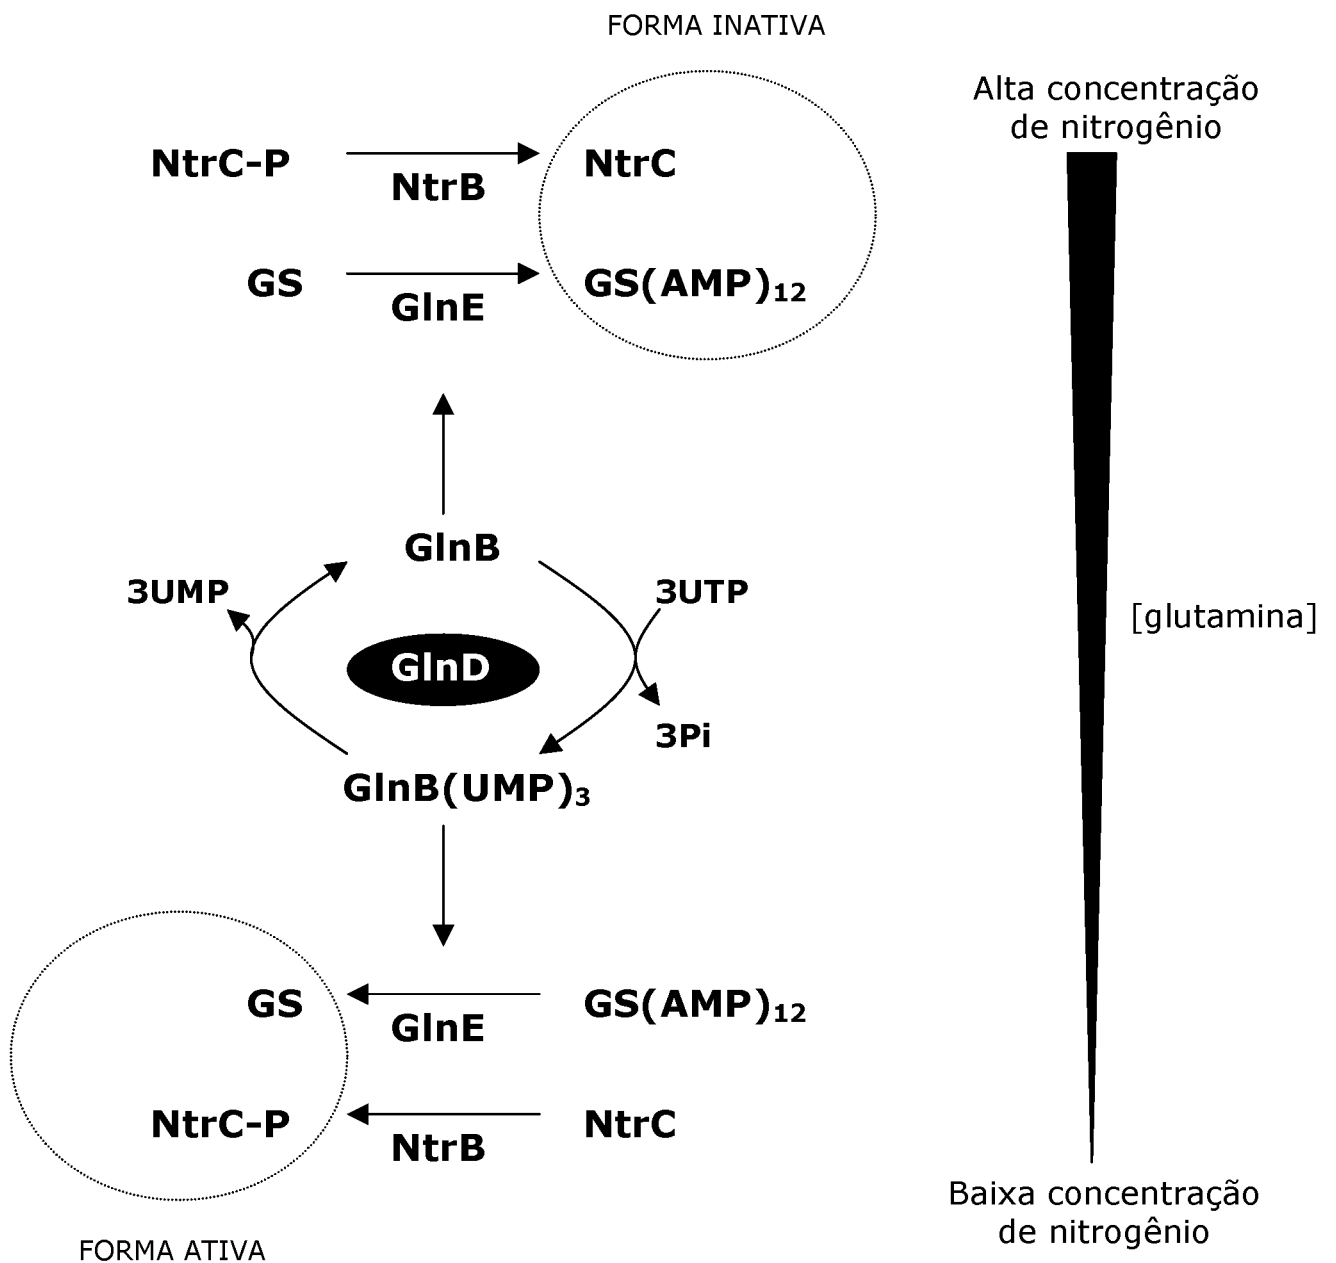 FORMA INATIVA
Alta concentração
de nitrogênio
NtrC-P
NtrB
NtrC
GS
GlnE
GS(AMP)₁₂
GlnB
3UMP
3UTP
[glutamina]
GlnD
3Pi
GlnB(UMP)₃
GS
GlnE
GS(AMP)₁₂
NtrC-P
NtrB
NtrC
Baixa concentração
de nitrogênio
FORMA ATIVA